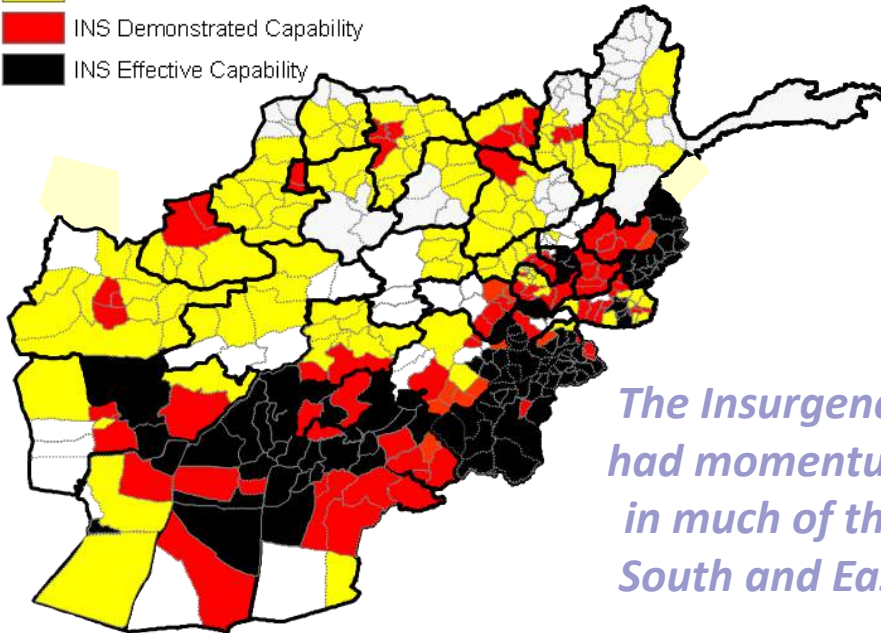 INS Demonstrated Capability
INS Effective Capability
The Insurgenc
had momentu
in much of th
South and Eas